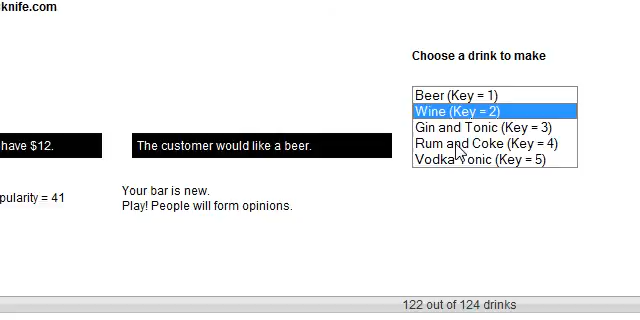 knife.com
Choose a drink to make
Beer (Key = 1)
Wine (Key = 2)
Gin and Tonic (Key = 3)
Rum and Coke (Key = 4)
Vodka Tonic (Key = 5)
have $12.
The customer would like a beer.
pularity = 41
Your bar is new.
Play! People will form opinions.
122 out of 124 drinks